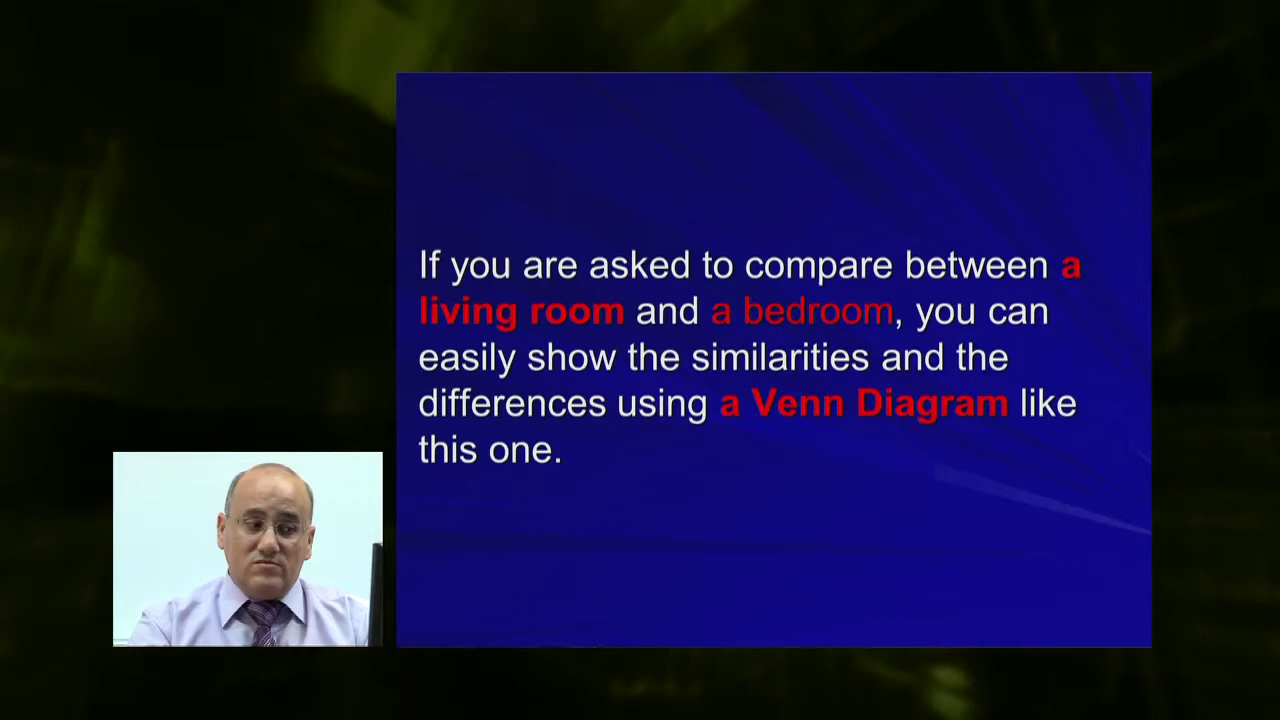 If you are asked to compare between a
living room and a bedroom, you can
easily show the similarities and the
differences using a Venn Diagram like
this one.